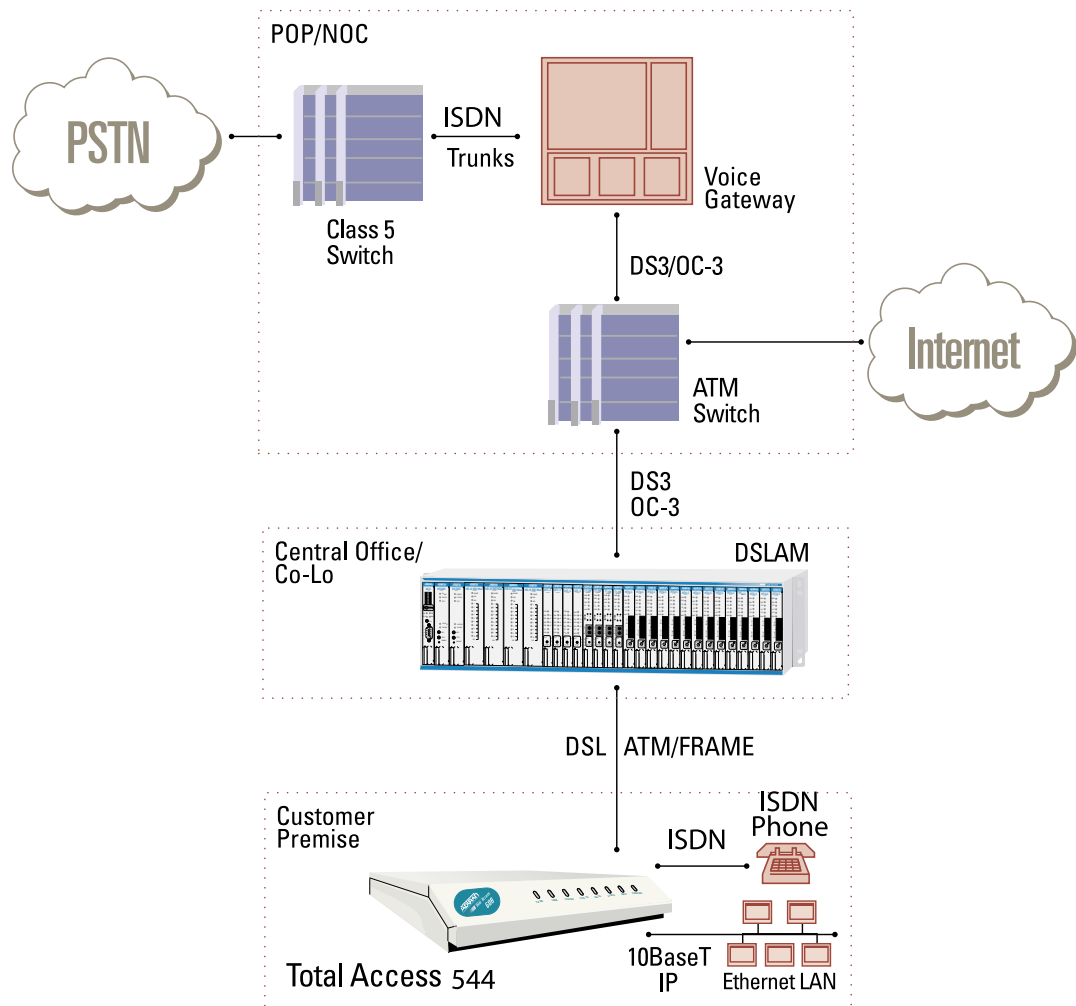 POP/NOC
PSTN
ISDN
Trunks
Class 5
Switch
Voice
Gateway
DS3/OC-3
Internet
ATM
Switch
DS3
OC-3
Central Office/
Co-Lo
DSLAM
DSL
ATM/FRAME
Customer
Premise
ISDN
Phone
ISDN
Total Access 544
10BaseT
IP
Ethernet LAN